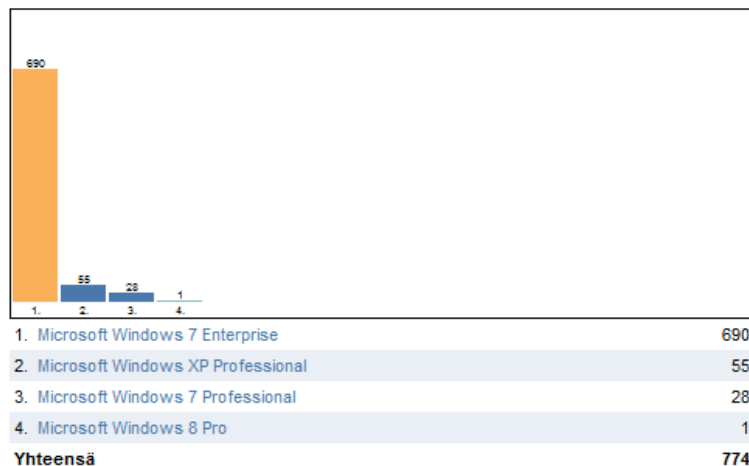 690
55
28
1
1.
2.
3.
4.
1. Microsoft Windows 7 Enterprise 690
2. Microsoft Windows XP Professional 55
3. Microsoft Windows 7 Professional 28
4. Microsoft Windows 8 Pro 1
Yhteensä 774